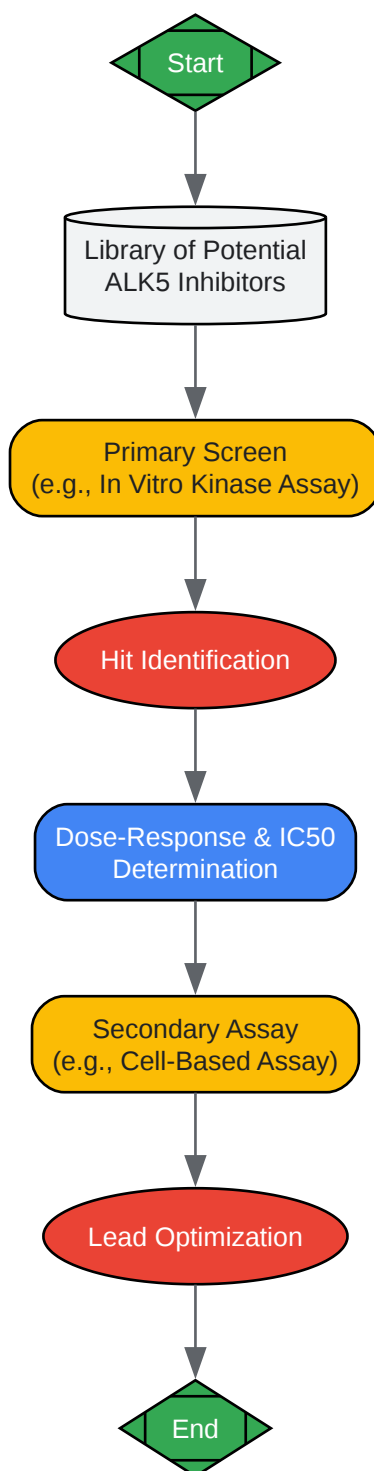 Start
Library of Potential
ALK5 Inhibitors
Primary Screen
(e.g., In Vitro Kinase Assay)
Hit Identification
Dose-Response & IC50
Determination
Secondary Assay
(e.g., Cell-Based Assay)
Lead Optimization
End